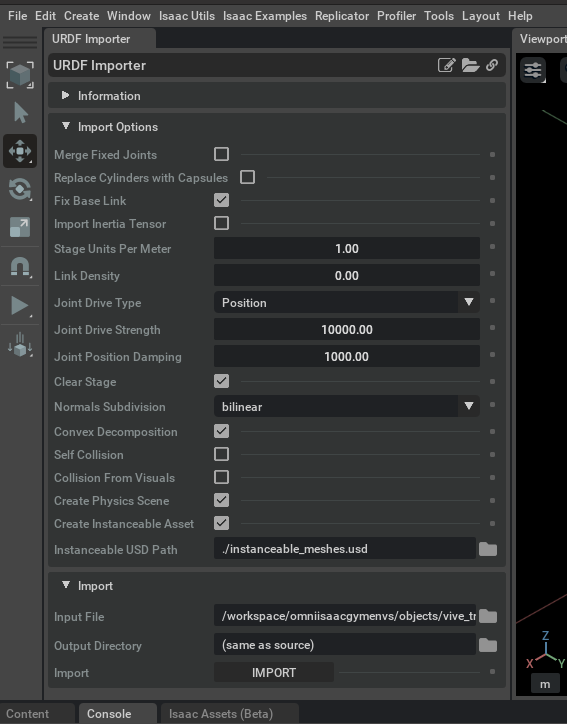 File Edit Create Window Isaac Utils Isaac Examples Replicator Profiler Tools Layout Help
URDF Importer
Viewport
URDF Importer
Information
Import Options
Merge Fixed Joints
Replace Cylinders with Capsules
Fix Base Link
Import Inertia Tensor
Stage Units Per Meter 1.00
Link Density 0.00
Joint Drive Type Position
Joint Drive Strength 10000.00
Joint Position Damping 1000.00
Clear Stage
Normals Subdivision bilinear
Convex Decomposition
Self Collision
Collision From Visuals
Create Physics Scene
Create Instanceable Asset
Instanceable USD Path ./instanceable_meshes.usd
Import
Input File /workspace/omniisaacgymenvs/objects/vive_tr
Output Directory (same as source)
Z
X Y
Import IMPORT
m
Content Console Isaac Assets (Beta)